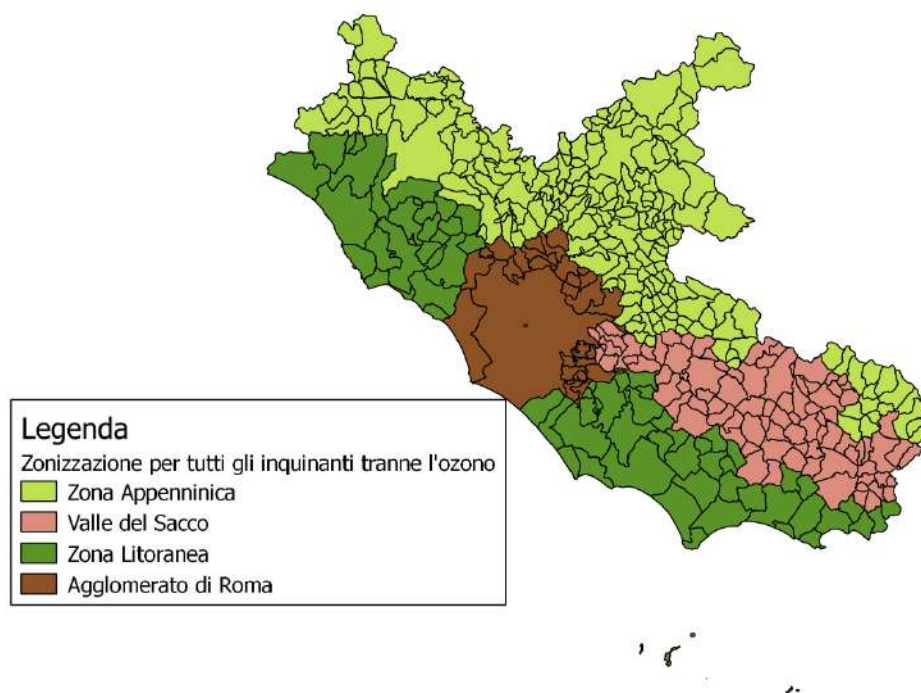 Legenda
Zonizzazione per tutti gli inquinanti tranne l'ozono
Zona Appenninica
Valle del Sacco
Zona Litoranea
Agglomerato di Roma